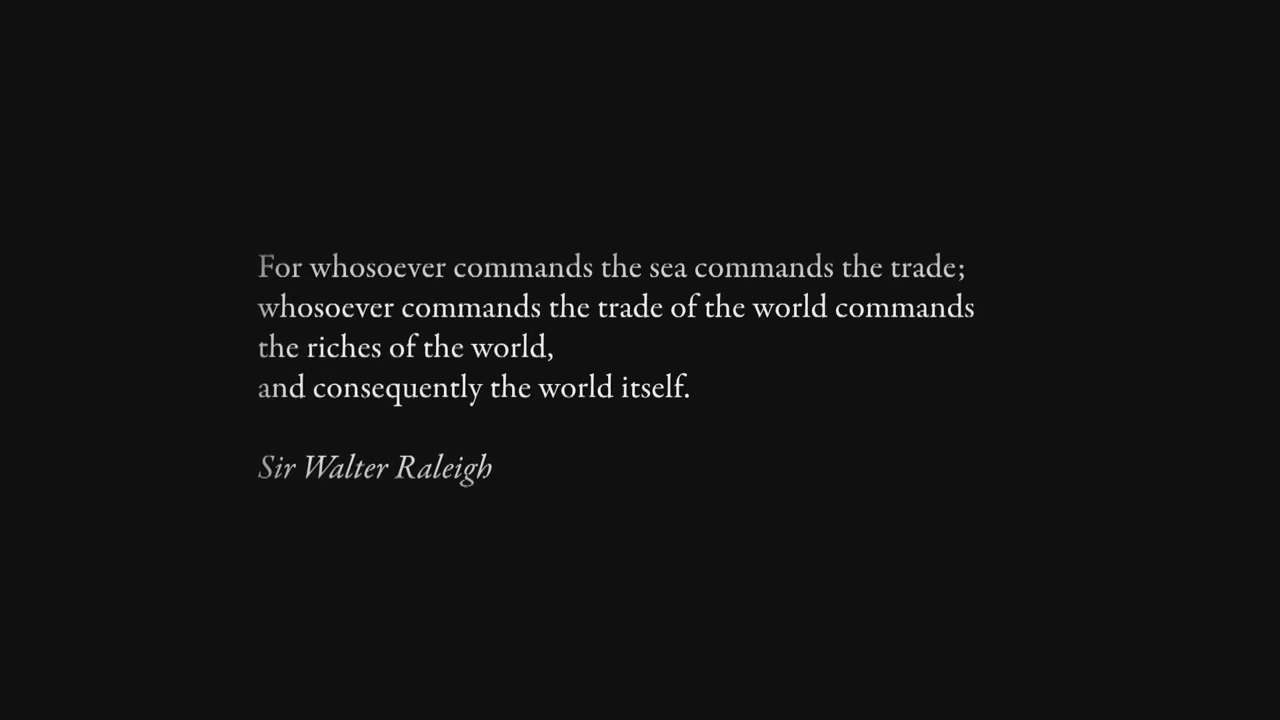 For whosoever commands the sea commands the trade;
whosoever commands the trade of the world commands
the riches of the world,
and consequently the world itself.
Sir Walter Raleigh